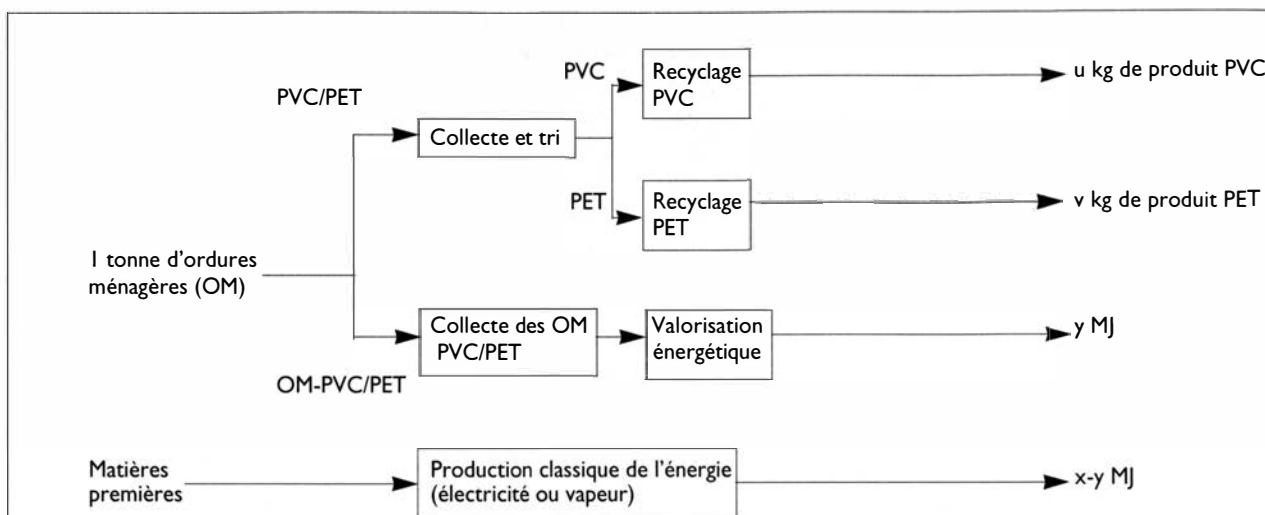 PVC
Recyclage
PVC
u kg de produit PVC
PVC/PET
Collecte et tri
PET
Recyclage
PET
v kg de produit PET
1 tonne d'ordures
ménagères (OM)
Collecte des OM
PVC/PET
Valorisation
énergétique
y MJ
OM-PVC/PET
Matières
premières
Production classique de l'énergie
(électricité ou vapeur)
x-y MJ